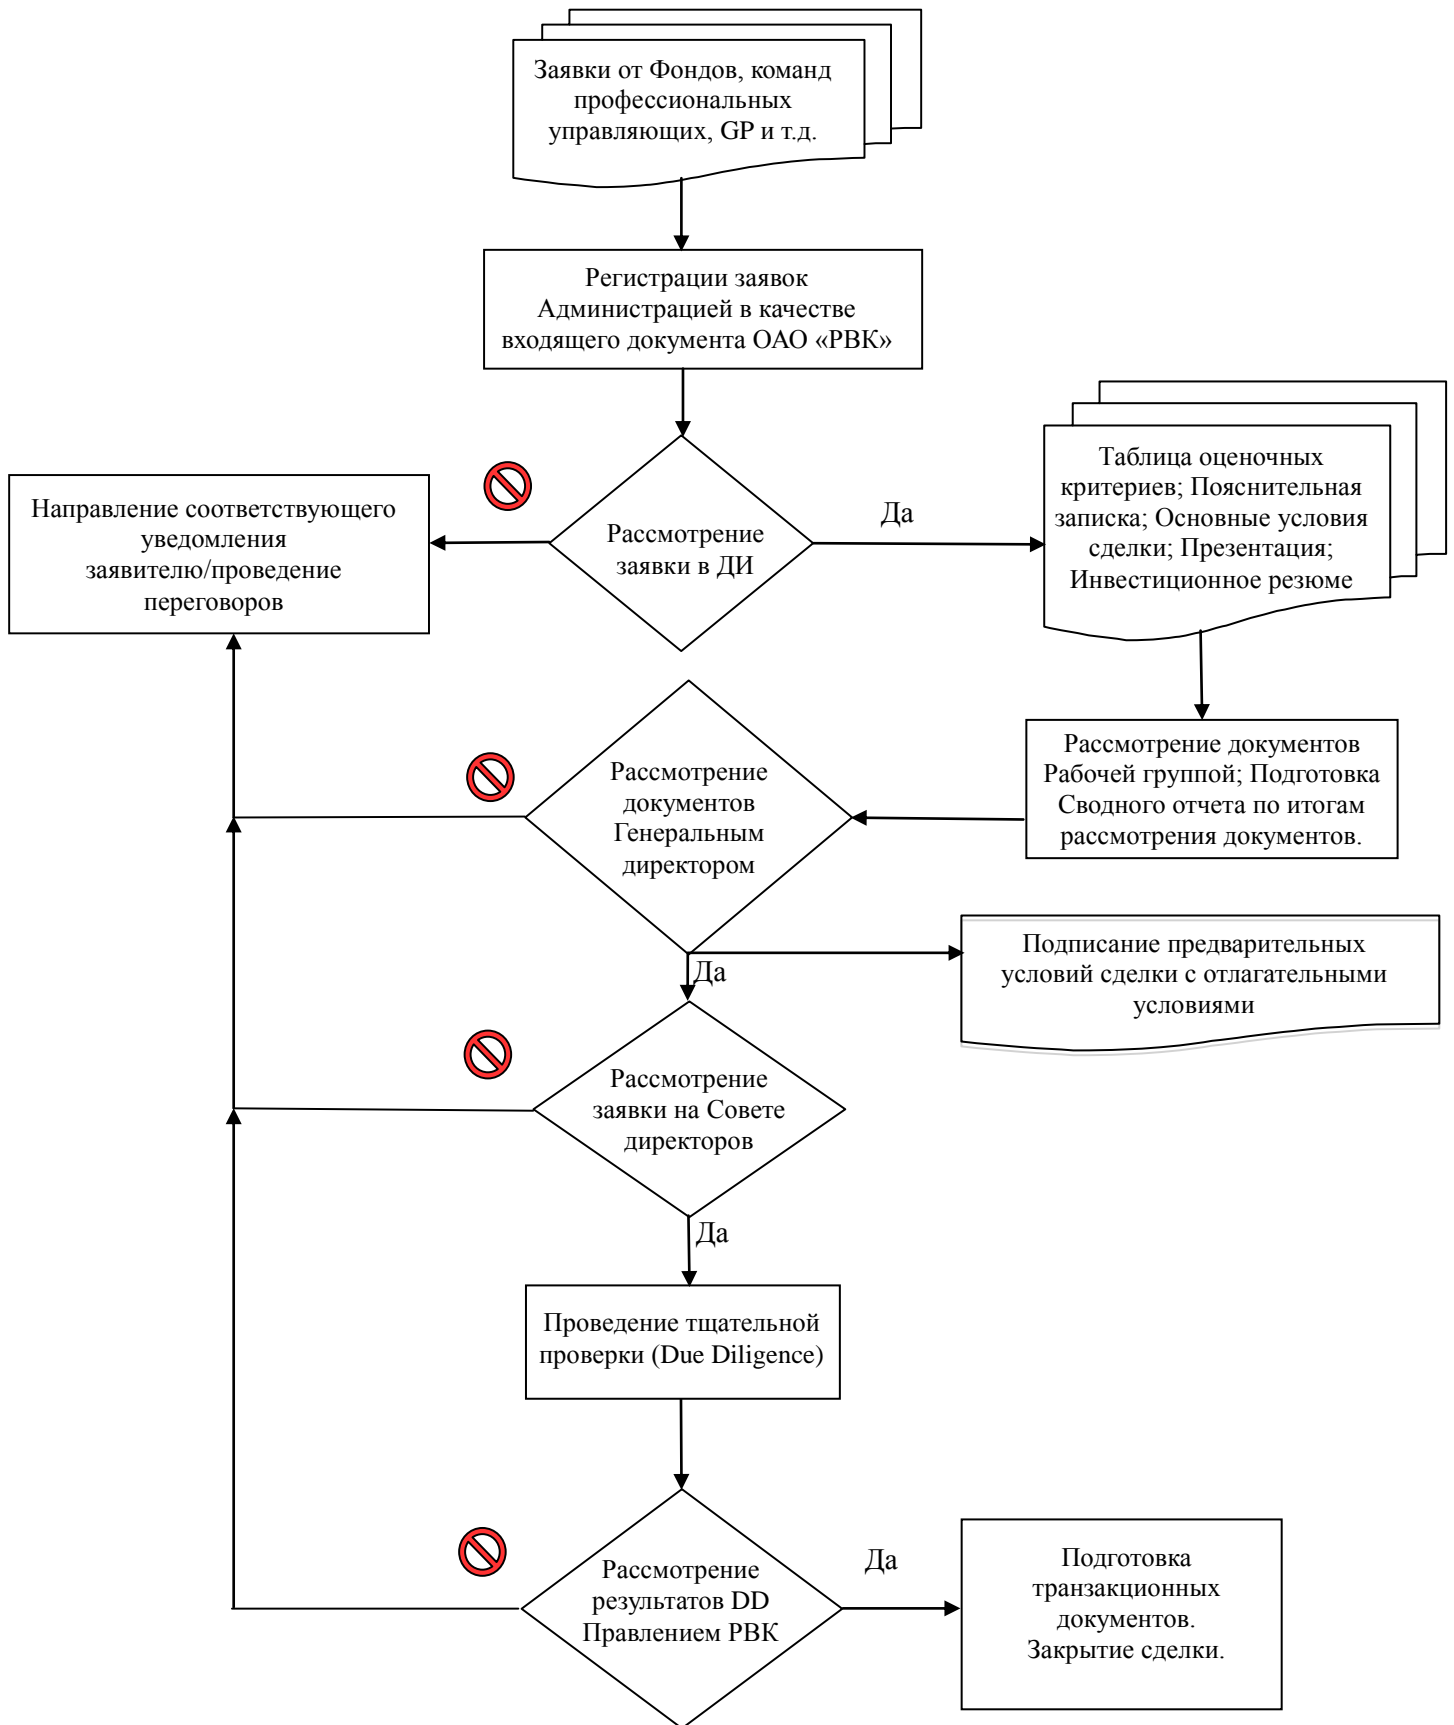 Заявки от Фондов, команд
профессиональных
управляющих, GP и т.д.
Регистрации заявок
Администрацией в качестве
входящего документа ОАО «РВК»
Рассмотрение
заявки в ДИ
Да
Направление соответствующего
уведомления
заявителю/проведение
переговоров
Таблица оценочных
критериев; Пояснительная
записка; Основные условия
сделки; Презентация;
Инвестиционное резюме
Рассмотрение документов
Рабочей группой; Подготовка
Сводного отчета по итогам
рассмотрения документов.
Рассмотрение
документов
Генеральным
директором
Да
Подписание предварительных
условий сделки с отлагательными
условиями
Рассмотрение
заявки на Совете
директоров
Да
Проведение тщательной
проверки (Due Diligence)
Рассмотрение
результатов DD
Правлением РВК
Да
Подготовка
транзакционных
документов.
Закрытие сделки.